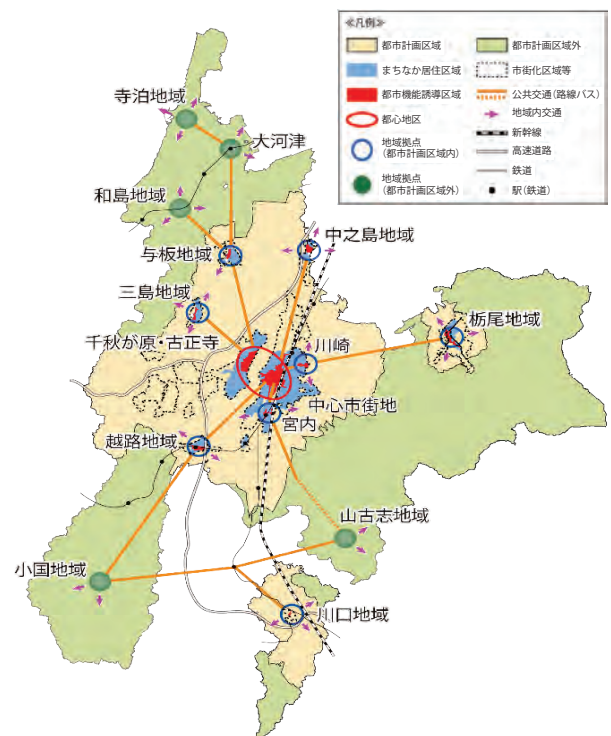 ≪凡例≫
都市計画区域
都市計画区域外
まちなか居住区域
市街化区域等
都市機能誘導区域
公共交通(路線バス)
都心地区
地域内交通
地域拠点
(都市計画区域内)
新幹線
高速道路
地域拠点
(都市計画区域外)
鉄道
駅(鉄道)
寺泊地域
大河津
和島地域
与板地域
中之島地域
三島地域
栃尾地域
千秋が原・古正寺
川崎
中心市街地
宮内
越路地域
山古志地域
小国地域
川口地域